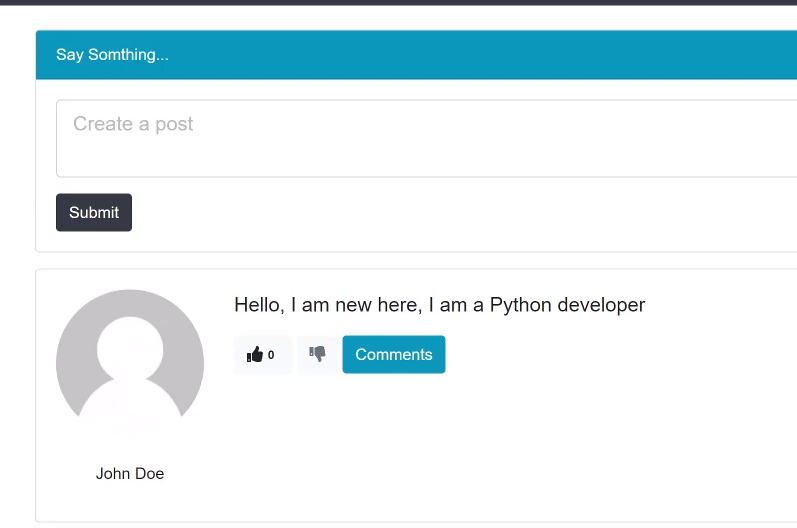 Say Somthing...
Create a post
Submit
Hello, I am new here, I am a Python developer
0
Comments
John Doe